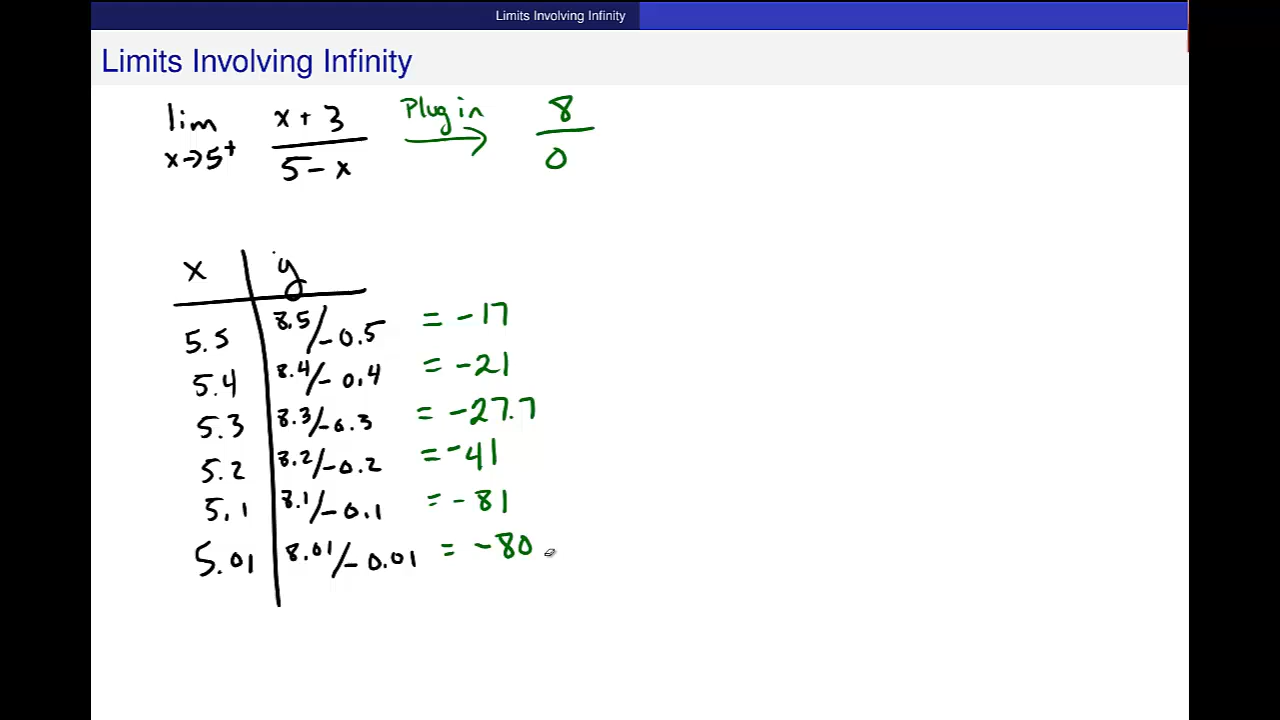 Limits Involving Infinity
Limits Involving Infinity
lim x→5⁺ (x + 3)/(5 − x) Plug in → 8/0
x | y
5.5 | 8.5/−0.5 = −17
5.4 | 8.4/−0.4 = −21
5.3 | 8.3/−0.3 = −27.7
5.2 | 8.2/−0.2 = −41
5.1 | 8.1/−0.1 = −81
5.01 | 8.01/−0.01 = −80